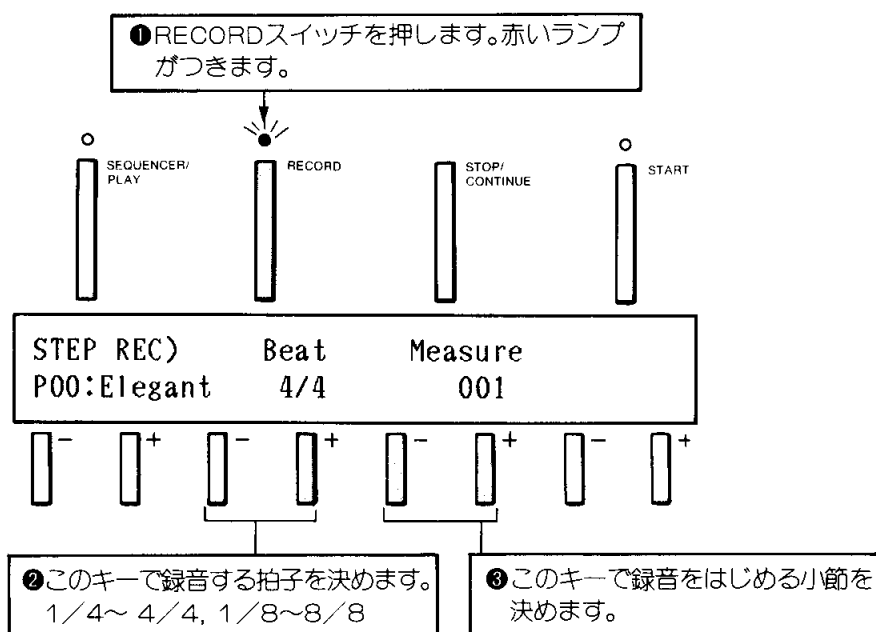 ❶RECORDスイッチを押します。赤いランプ
がつきます。
SEQUENCER/
PLAY
RECORD
STOP/
CONTINUE
START
STEP REC) Beat Measure
P00:Elegant 4/4 001
- + - + - + - +
❷このキーで録音する拍子を決めます。
1/4~4/4, 1/8~8/8
❸このキーで録音をはじめる小節を
決めます。